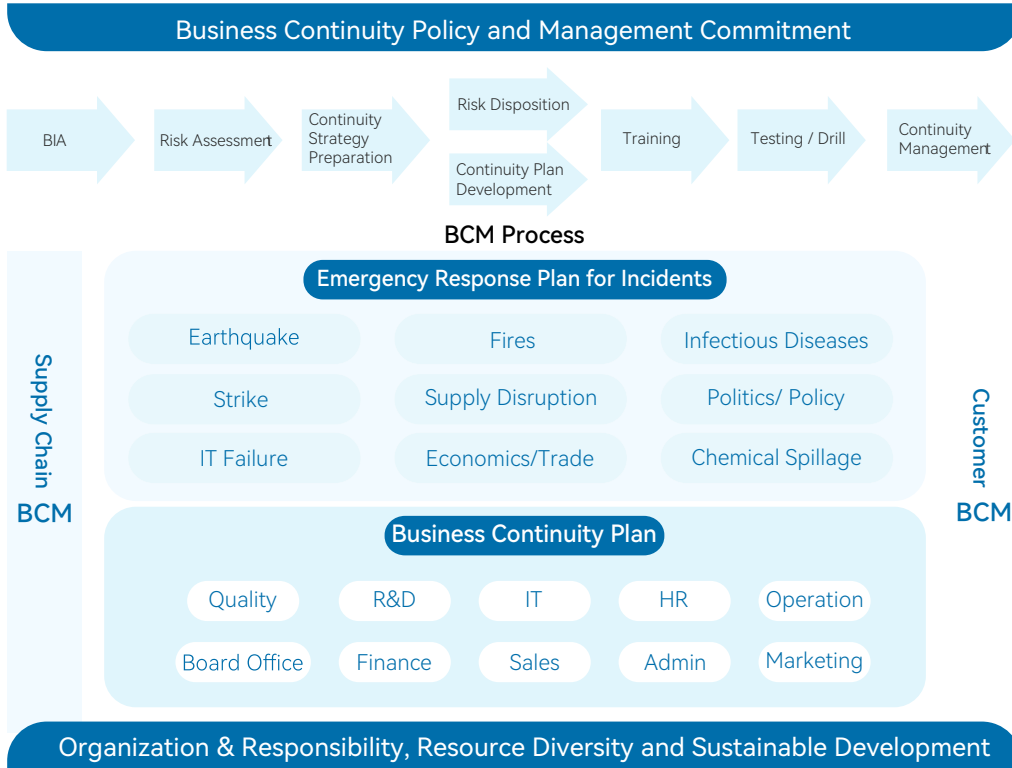 Business Continuity Policy and Management Commitment
BIA
Risk Assessment
Continuity
Strategy
Preparation
Risk Disposition
Continuity Plan
Development
Training
Testing / Drill
Continuity
Management
BCM Process
Supply Chain
BCM
Emergency Response Plan for Incidents
Earthquake
Fires
Infectious Diseases
Strike
Supply Disruption
Politics/ Policy
IT Failure
Economics/Trade
Chemical Spillage
Business Continuity Plan
Quality
R&D
IT
HR
Operation
Board Office
Finance
Sales
Admin
Marketing
Customer
BCM
Organization & Responsibility, Resource Diversity and Sustainable Development